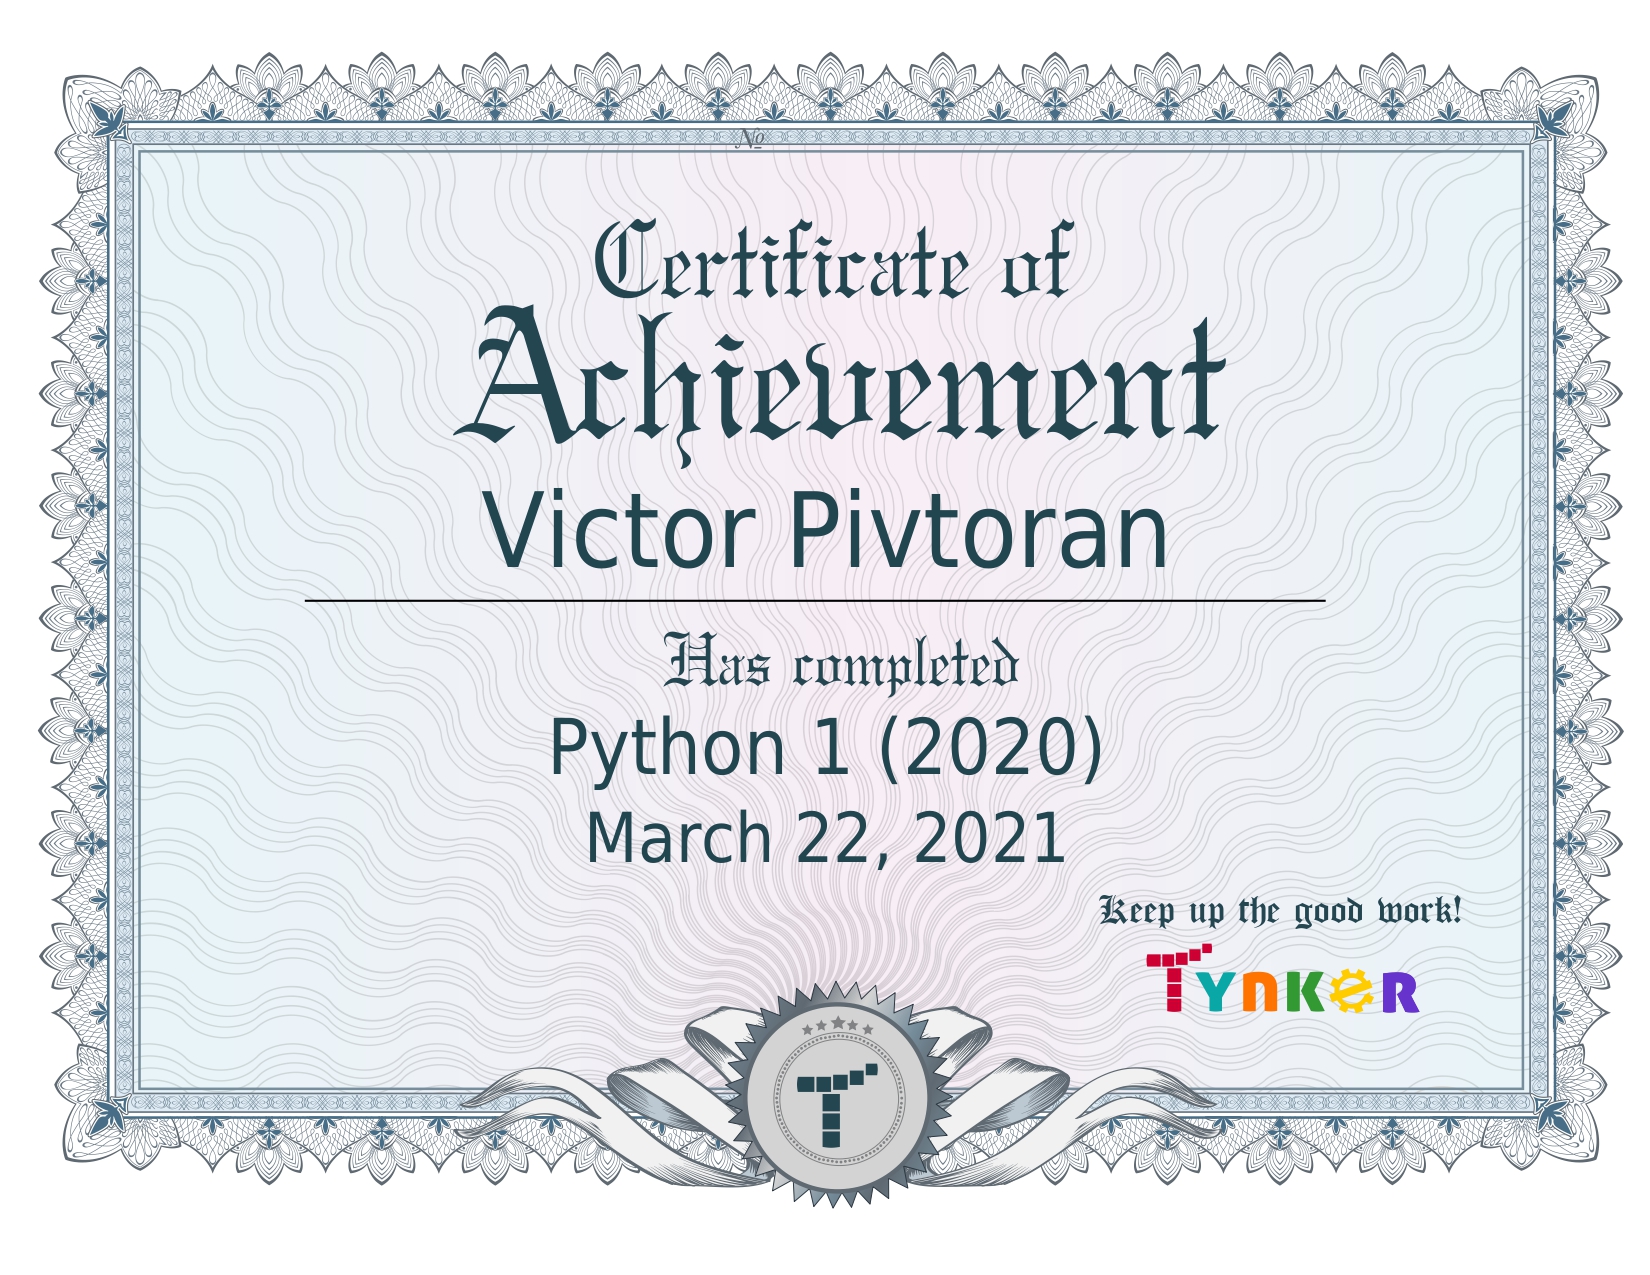 №
Certificate of
Achievement
Victor Pivtoran
Has completed
Python 1 (2020)
March 22, 2021
Keep up the good work!
TYNKER
T